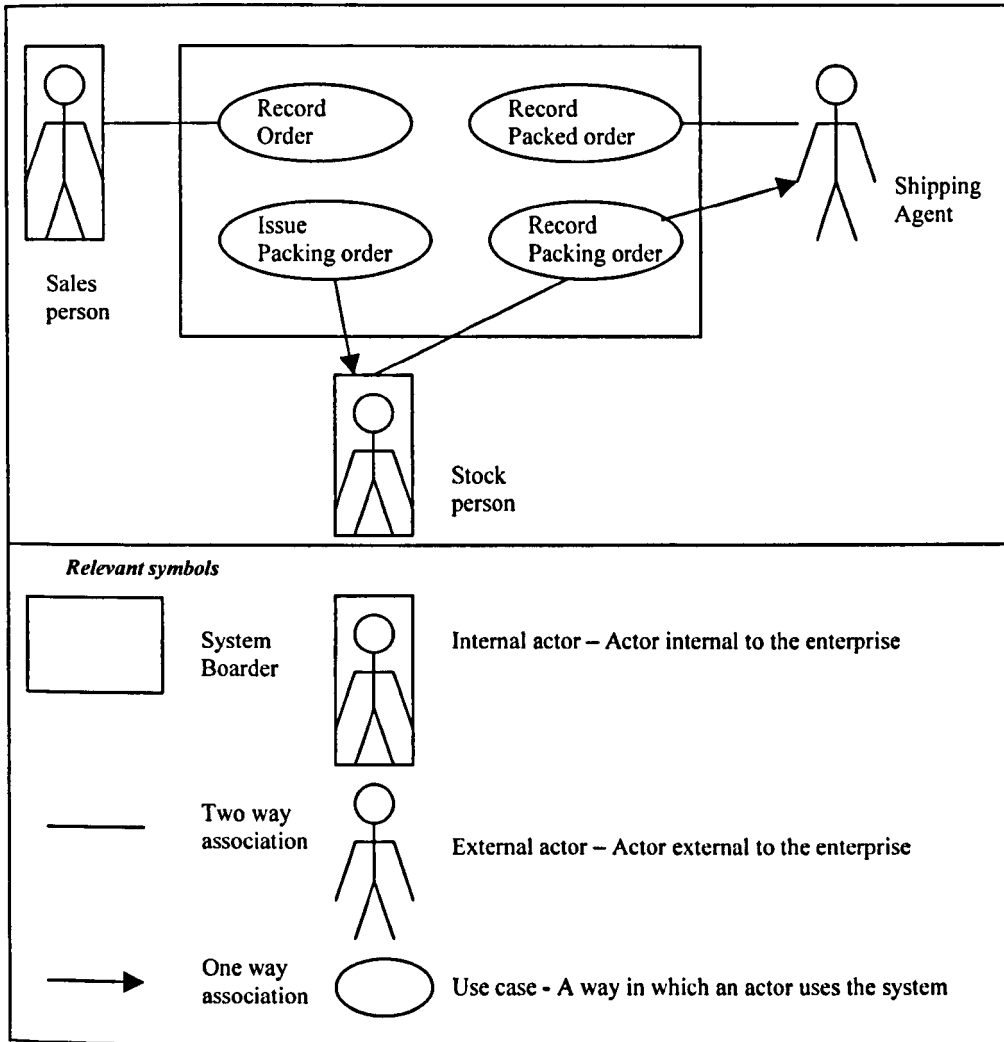 Record
Order
Record
Packed order
Shipping
Agent
Issue
Packing order
Record
Packing order
Sales
person
Stock
person
Relevant symbols
System
Boarder
Internal actor – Actor internal to the enterprise
Two way
association
External actor – Actor external to the enterprise
One way
association
Use case - A way in which an actor uses the system